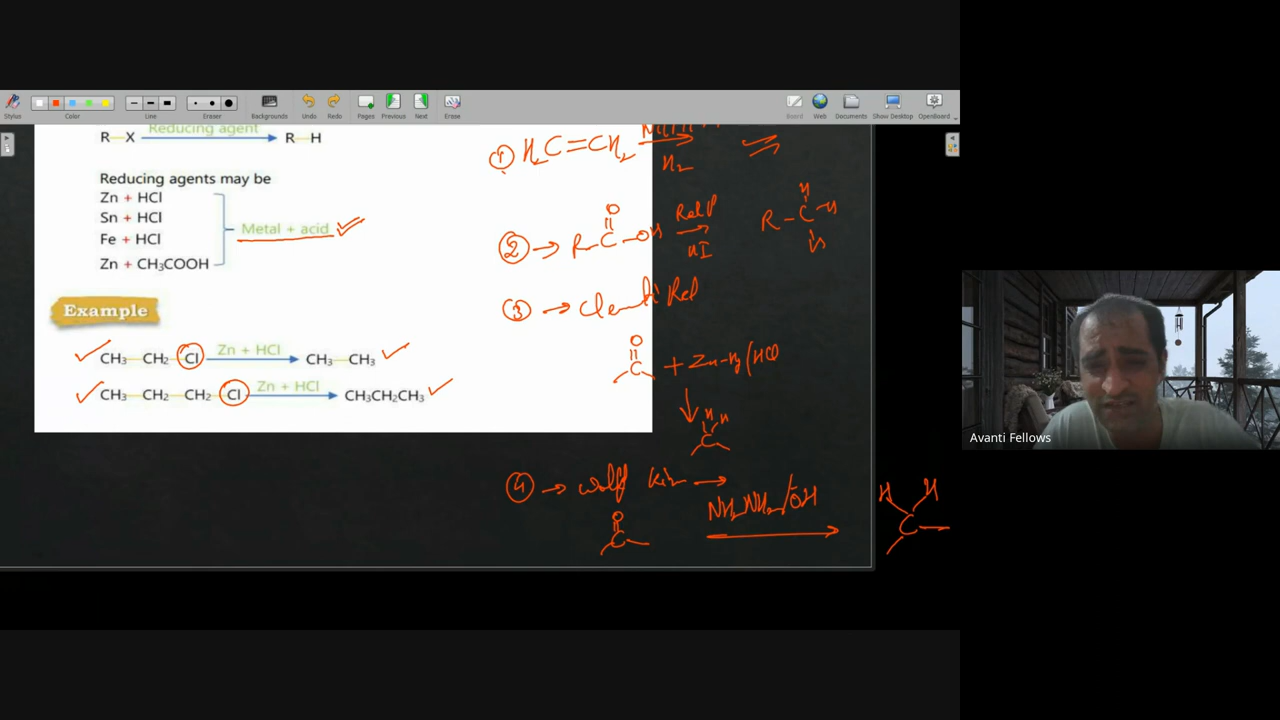 Stylus
Color
Line
Eraser
Backgrounds
Undo
Redo
Pages
Previous
Next
Erase
Board
Web
Documents
Show Desktop
OpenBoard
R—X Reducing agent R—H
Reducing agents may be
Zn + HCl
Sn + HCl
Fe + HCl
Zn + CH₃COOH
Metal + acid
Example
CH₃—CH₂—Cl Zn + HCl CH₃—CH₃
CH₃—CH₂—CH₂—Cl Zn + HCl CH₃CH₂CH₃
① H₂C=CH₂
H₂
② → R—C—OH
O
Red P
HI
R—C—H
H
H
③ →
Red
O
C
+ Zn-Hg/HCl
H H
C
④ → Wolff Kis →
O
C
NH₂NH₂/OH
H H
C
Avanti Fellows